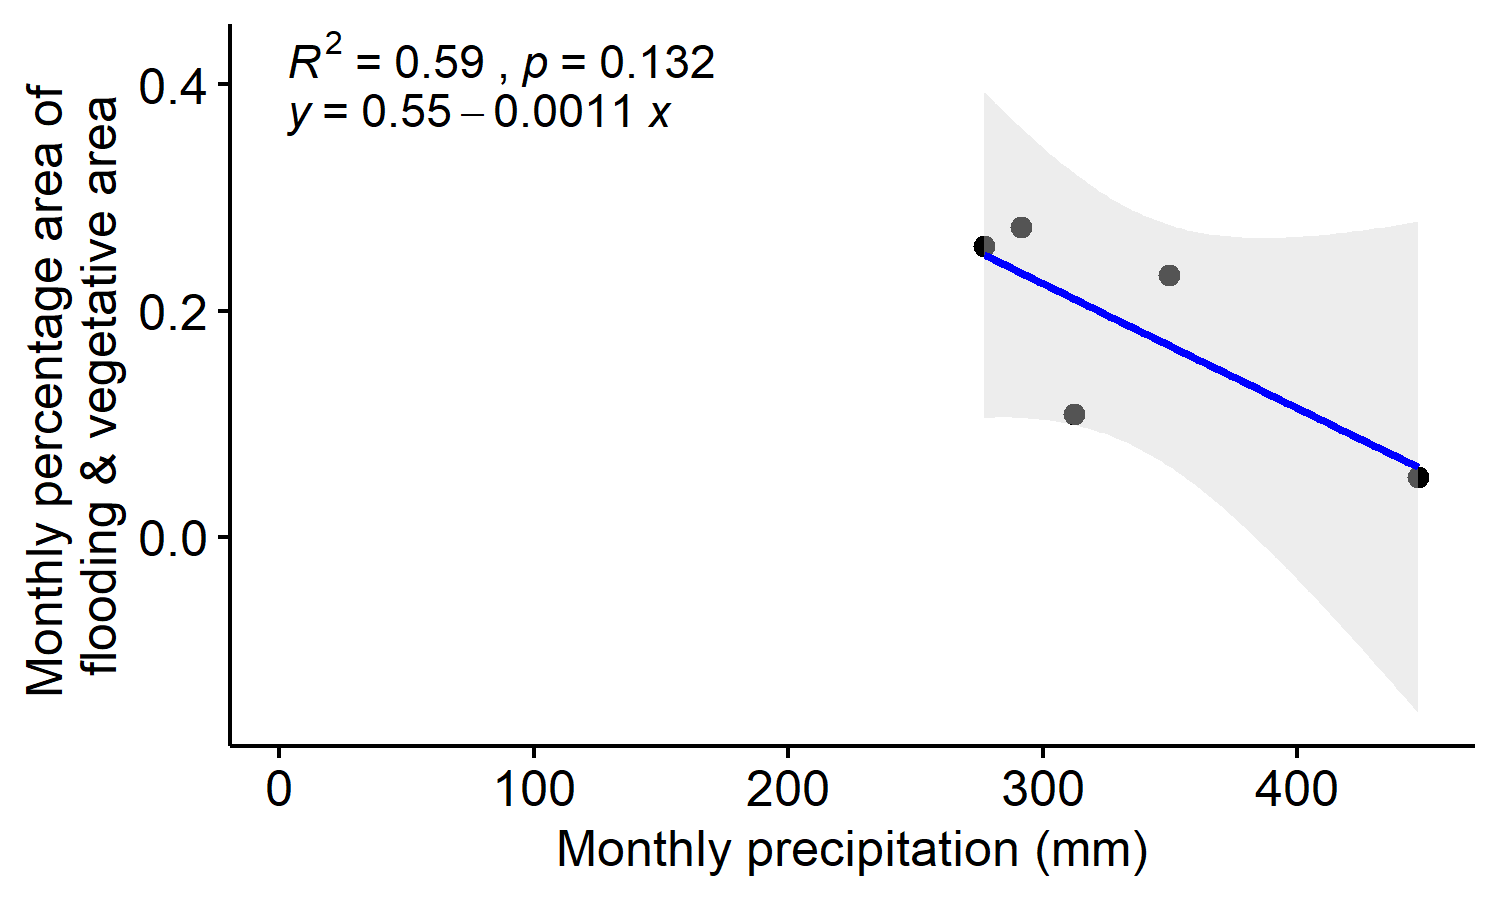 R² = 0.59 , p = 0.132
y = 0.55 – 0.0011 x
Monthly percentage area of
flooding & vegetative area
0.4
0.2
0.0
0 100 200 300 400
Monthly precipitation (mm)